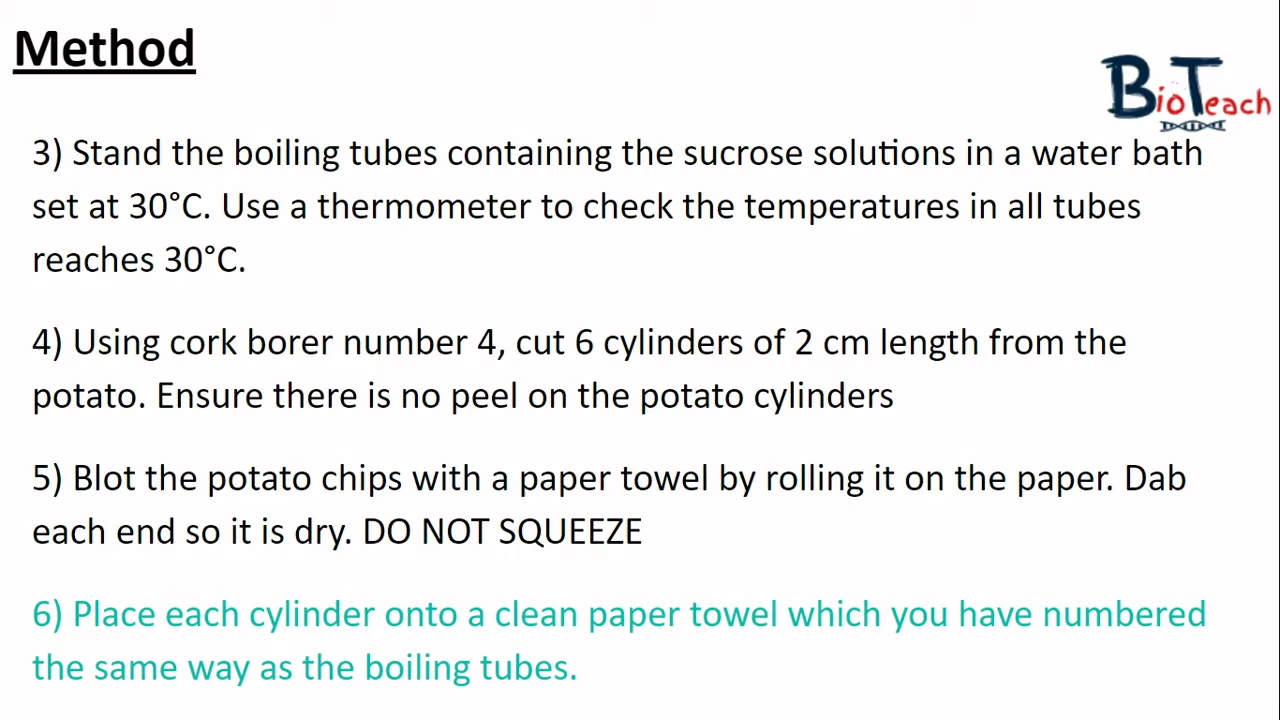 Method
BioTeach
3) Stand the boiling tubes containing the sucrose solutions in a water bath
set at 30°C. Use a thermometer to check the temperatures in all tubes
reaches 30°C.
4) Using cork borer number 4, cut 6 cylinders of 2 cm length from the
potato. Ensure there is no peel on the potato cylinders
5) Blot the potato chips with a paper towel by rolling it on the paper. Dab
each end so it is dry. DO NOT SQUEEZE
6) Place each cylinder onto a clean paper towel which you have numbered
the same way as the boiling tubes.